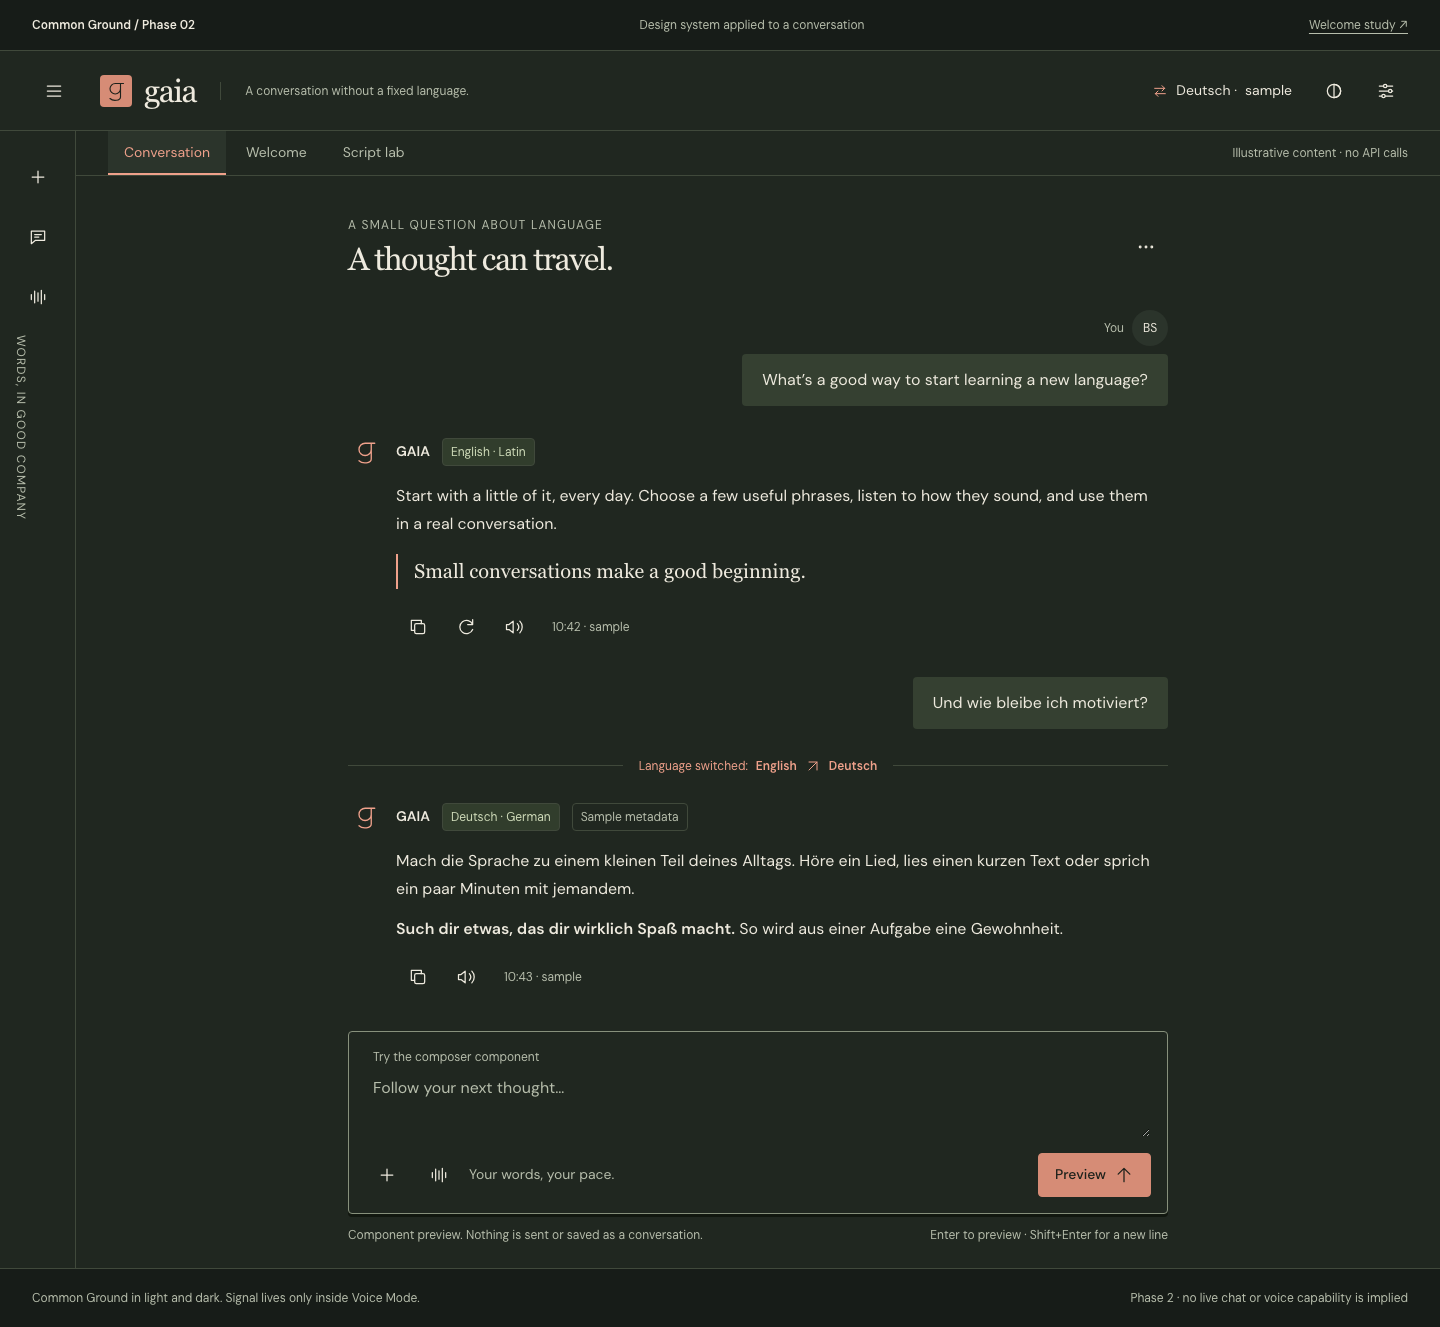 Common Ground / Phase 02
Design system applied to a conversation
Welcome study ↗
g gaia
A conversation without a fixed language.
Deutsch · sample
Conversation
Welcome
Script lab
Illustrative content · no API calls
WORDS, IN GOOD COMPANY
A SMALL QUESTION ABOUT LANGUAGE
A thought can travel.
You BS
What’s a good way to start learning a new language?
g GAIA English · Latin
Start with a little of it, every day. Choose a few useful phrases, listen to how they sound, and use them
in a real conversation.
Small conversations make a good beginning.
10:42 · sample
Und wie bleibe ich motiviert?
Language switched: English ↗ Deutsch
g GAIA Deutsch · German Sample metadata
Mach die Sprache zu einem kleinen Teil deines Alltags. Höre ein Lied, lies einen kurzen Text oder sprich
ein paar Minuten mit jemandem.
Such dir etwas, das dir wirklich Spaß macht. So wird aus einer Aufgabe eine Gewohnheit.
10:43 · sample
Try the composer component
Follow your next thought...
Your words, your pace.
Preview
Component preview. Nothing is sent or saved as a conversation.
Enter to preview · Shift+Enter for a new line
Common Ground in light and dark. Signal lives only inside Voice Mode.
Phase 2 · no live chat or voice capability is implied